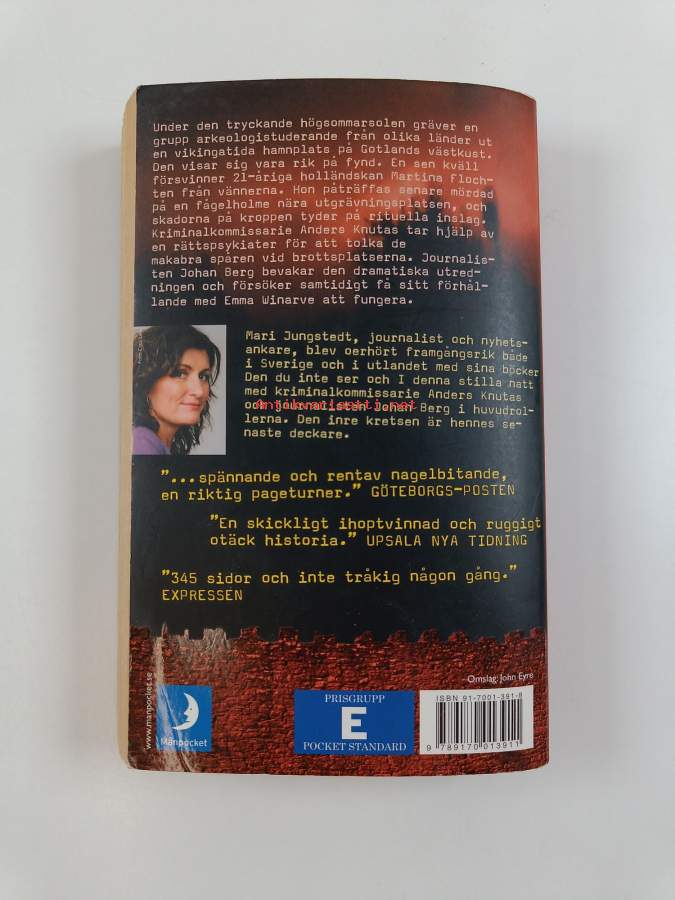 Under den tryckande högsommarsolen gräver en
grupp arkeologistuderande från olika länder ut
en vikingatida hamnplats på Gotlands västkust.
Den visar sig vara rik på fynd. En sen kväll
försvinner 21-åriga holländskan Martina Floch-
ten från vännerna. Hon påträffas senare mördad
på en fågelholme nära utgrävningsplatsen, och
skadorna på kroppen tyder på rituella inslag.
Kriminalkommissarie Anders Knutas tar hjälp av
en rättspsykiater för att tolka de
makabra spåren vid brottsplatserna. Journalis-
ten Johan Berg bevakar den dramatiska utred-
ningen och försöker samtidigt få sitt förhål-
lande med Emma Winarve att fungera.
Mari Jungstedt, journalist och nyhets-
ankare, blev oerhört framgångsrik både
i Sverige och i utlandet med sina böcker
Den du inte ser och I denna stilla natt
med kriminalkommissarie Anders Knutas
och journalisten Johan Berg i huvudrol-
lerna. Den inre kretsen är hennes se-
naste deckare.
antikvariaatti.net
"...spännande och rentav nagelbitande,
en riktig pageturner." GÖTEBORGS-POSTEN
"En skickligt ihoptvinnad och ruggigt
otäck historia." UPSALA NYA TIDNING
"345 sidor och inte tråkig någon gång."
EXPRESSEN
Omslag: John Eyre
www.manpocket.se
Månpocket
PRISGRUPP
E
POCKET STANDARD
ISBN 91-7001-391-8
9 789170 013911